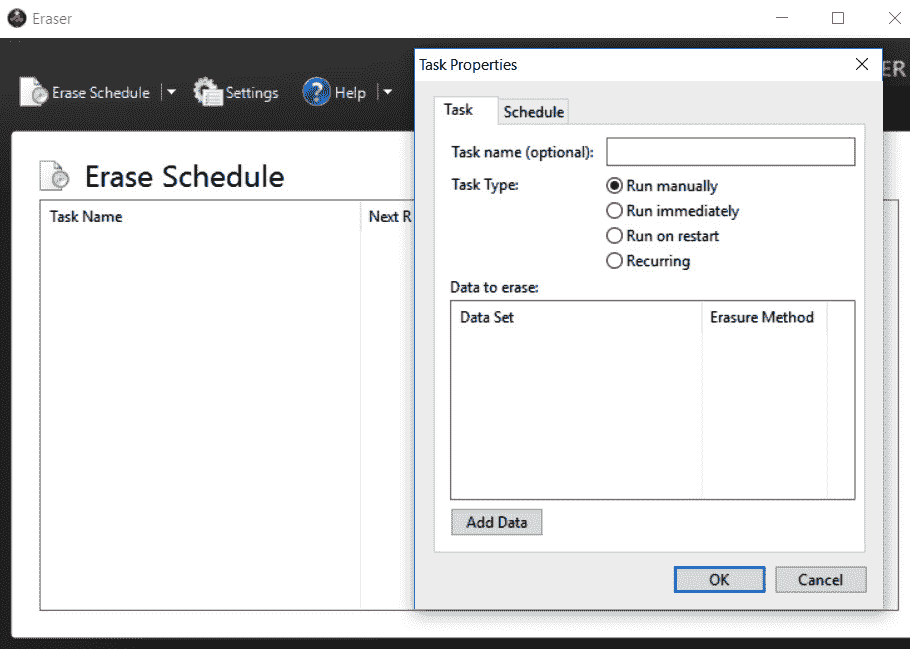 Eraser
Erase Schedule
Settings
Help
ER
Erase Schedule
Task Name
Next R
Task Properties
Task
Schedule
Task name (optional):
Task Type:
Run manually
Run immediately
Run on restart
Recurring
Data to erase:
Data Set
Erasure Method
Add Data
OK
Cancel